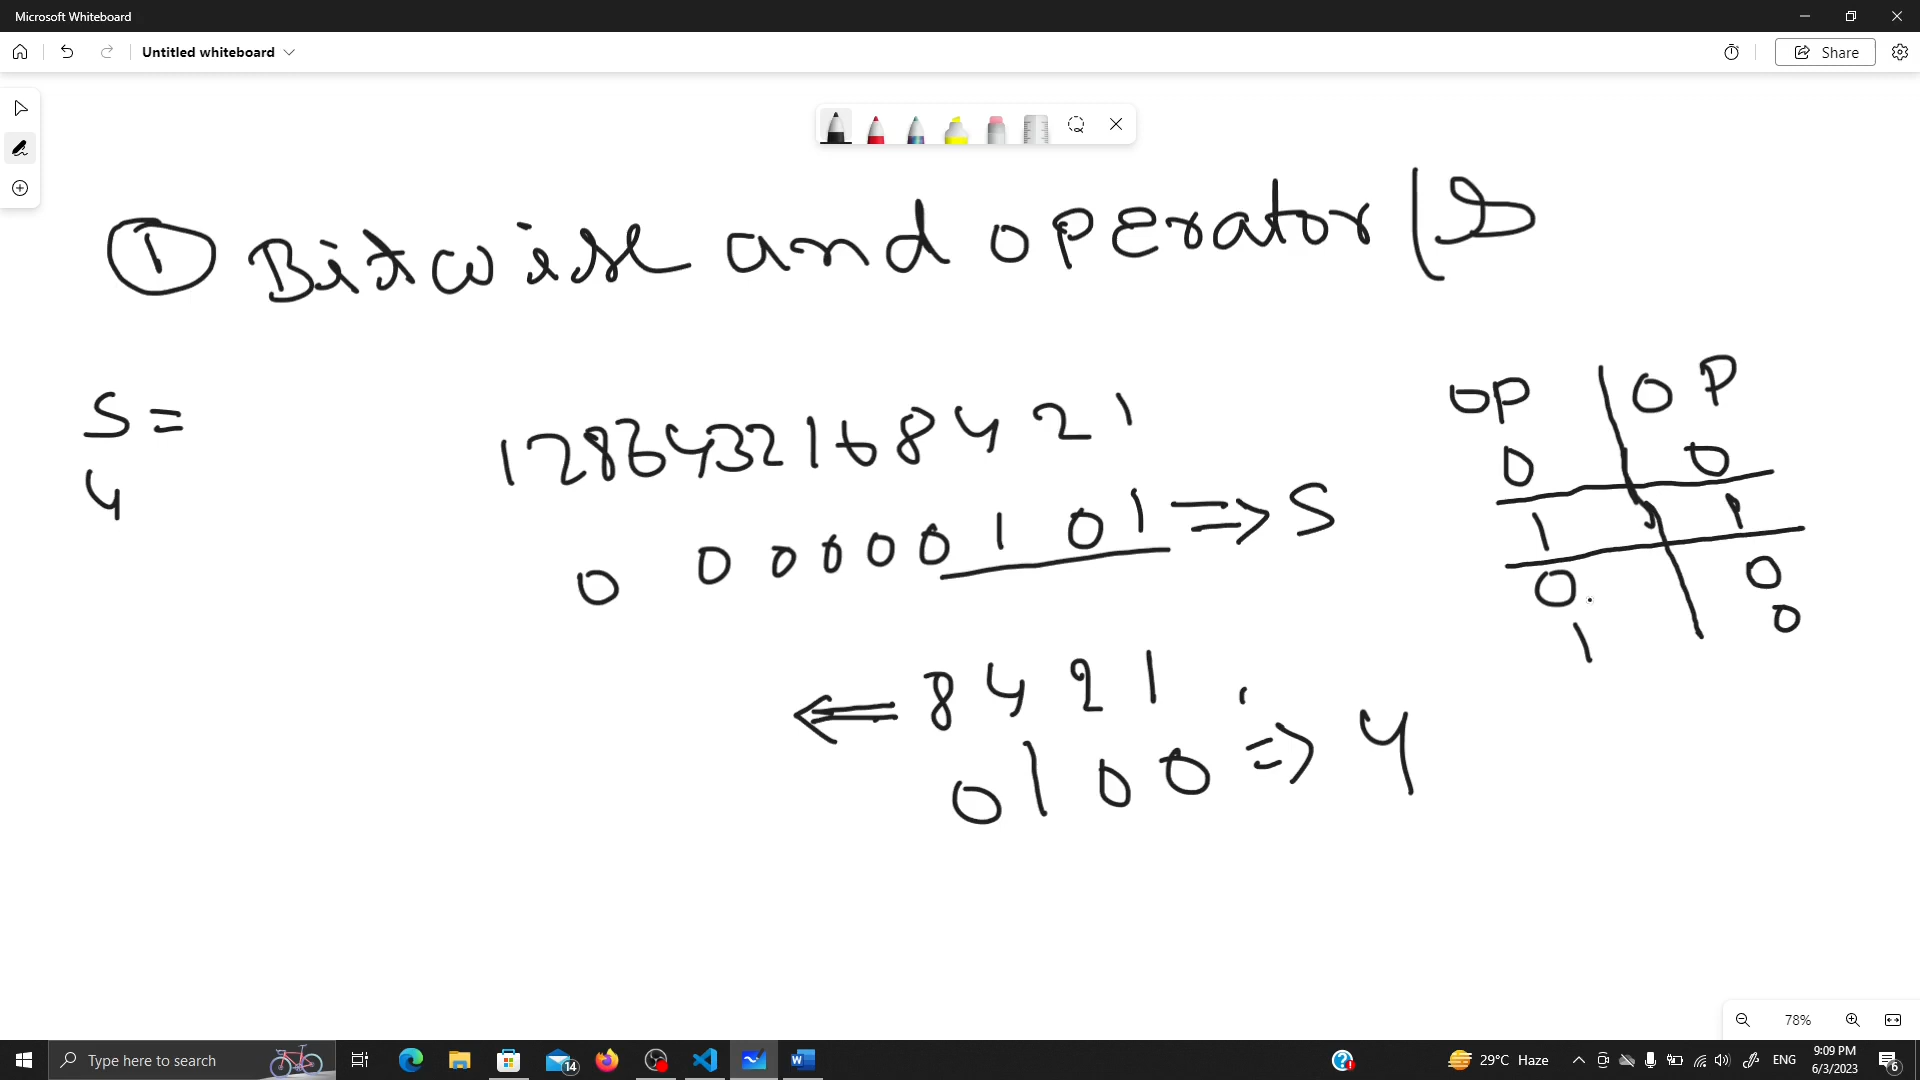 Microsoft Whiteboard
Untitled whiteboard
Share
① Bitwise and operator (&)
5 =
4
128 64 32 16 8 4 2 1
0 0 0 0 0 0 1 0 1 => 5
8 4 2 1
0 1 0 0 => 4
OP | OP
0 | 0
1 | 1
0 | 0
1 | 0
78%
Type here to search
14
29°C Haze
ENG
9:09 PM
6/3/2023
6